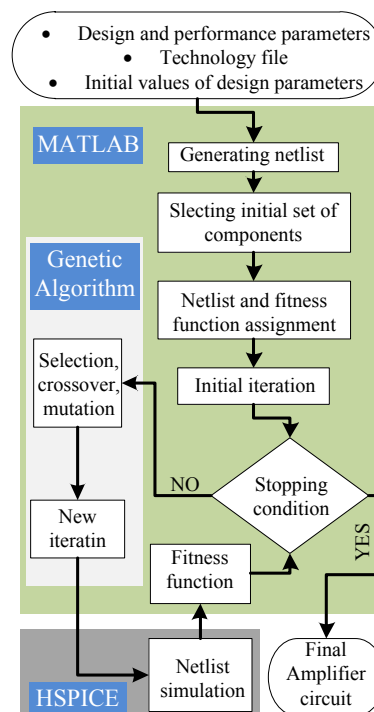 • Design and performance parameters
• Technology file
• Initial values of design parameters
MATLAB
Generating netlist
Slecting initial set of
components
Genetic
Algorithm
Netlist and fitness
function assignment
Selection,
crossover,
mutation
Initial iteration
NO
Stopping
condition
YES
New
iteratin
Fitness
function
Netlist
simulation
HSPICE
Final
Amplifier
circuit